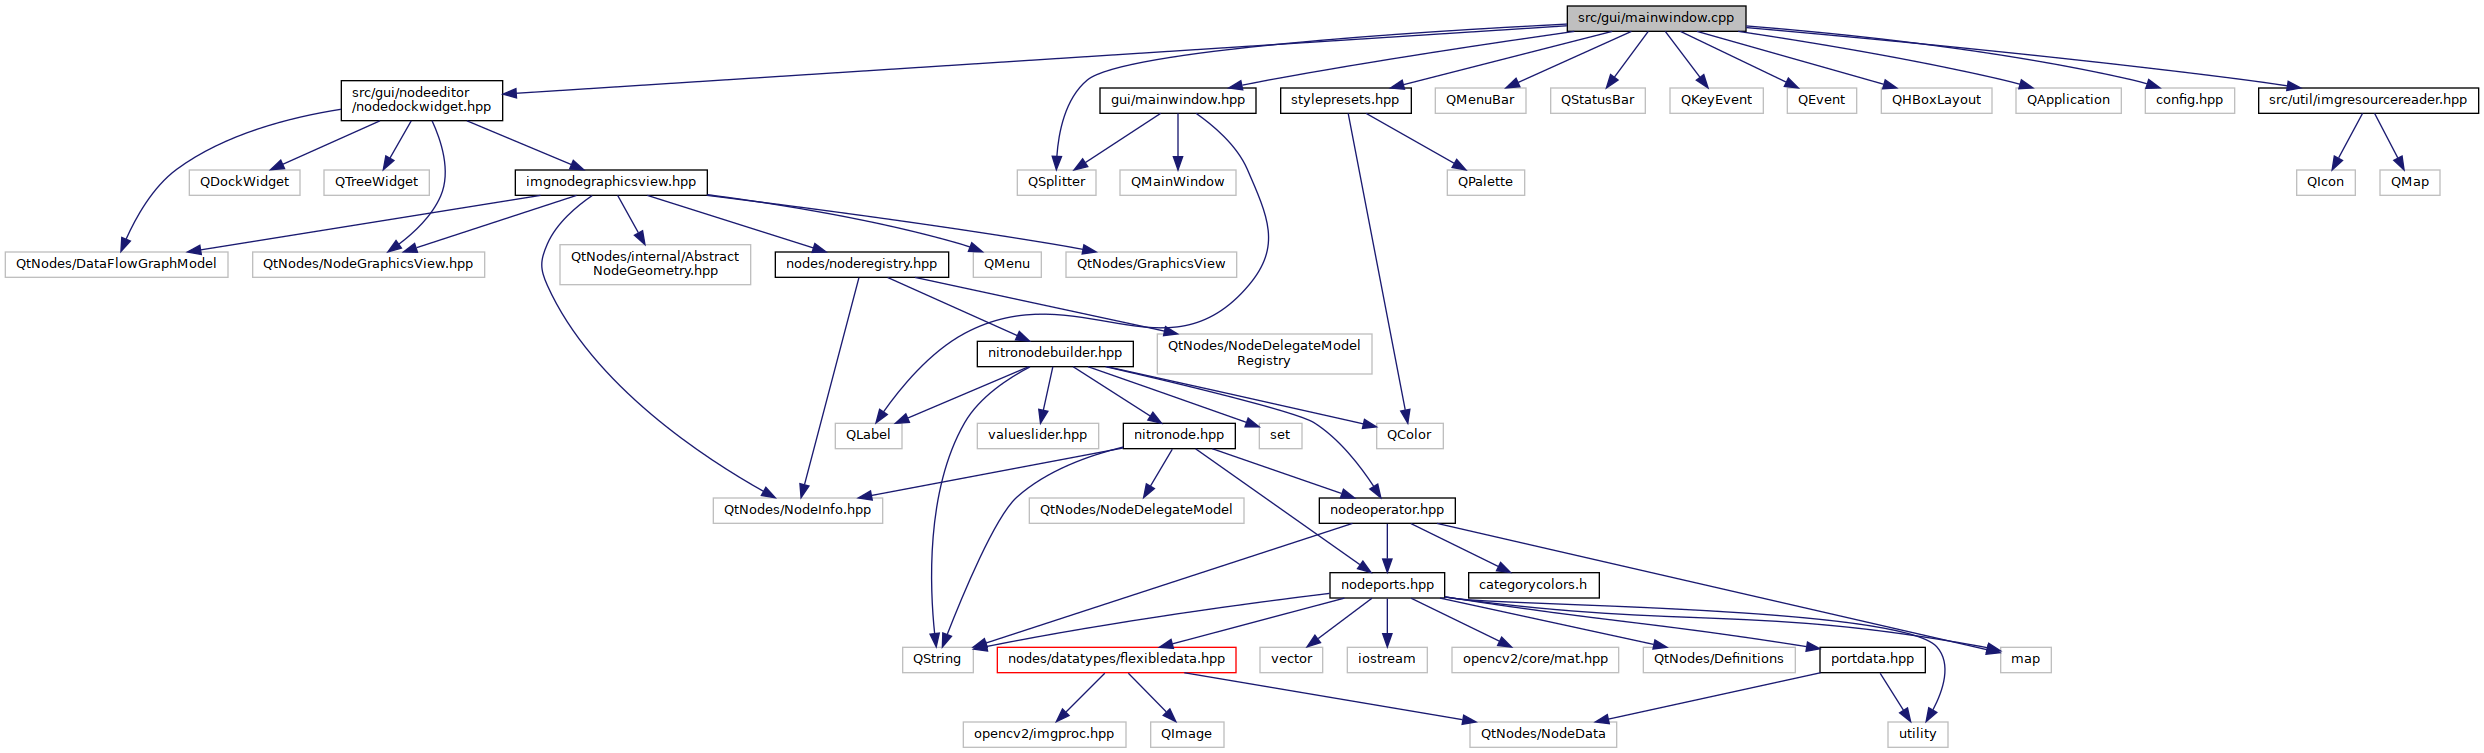 src/gui/mainwindow.cpp
src/gui/nodeeditor
/nodedockwidget.hpp
gui/mainwindow.hpp
stylepresets.hpp
QMenuBar
QStatusBar
QKeyEvent
QEvent
QHBoxLayout
QApplication
config.hpp
src/util/imgresourcereader.hpp
QDockWidget
QTreeWidget
imgnodegraphicsview.hpp
QSplitter
QMainWindow
QPalette
QIcon
QMap
QtNodes/DataFlowGraphModel
QtNodes/NodeGraphicsView.hpp
QtNodes/internal/Abstract
NodeGeometry.hpp
nodes/noderegistry.hpp
QMenu
QtNodes/GraphicsView
nitronodebuilder.hpp
QtNodes/NodeDelegateModel
Registry
QLabel
valueslider.hpp
nitronode.hpp
set
QColor
QtNodes/NodeInfo.hpp
QtNodes/NodeDelegateModel
nodeoperator.hpp
nodeports.hpp
categorycolors.h
QString
nodes/datatypes/flexibledata.hpp
vector
iostream
opencv2/core/mat.hpp
QtNodes/Definitions
portdata.hpp
map
opencv2/imgproc.hpp
QImage
QtNodes/NodeData
utility